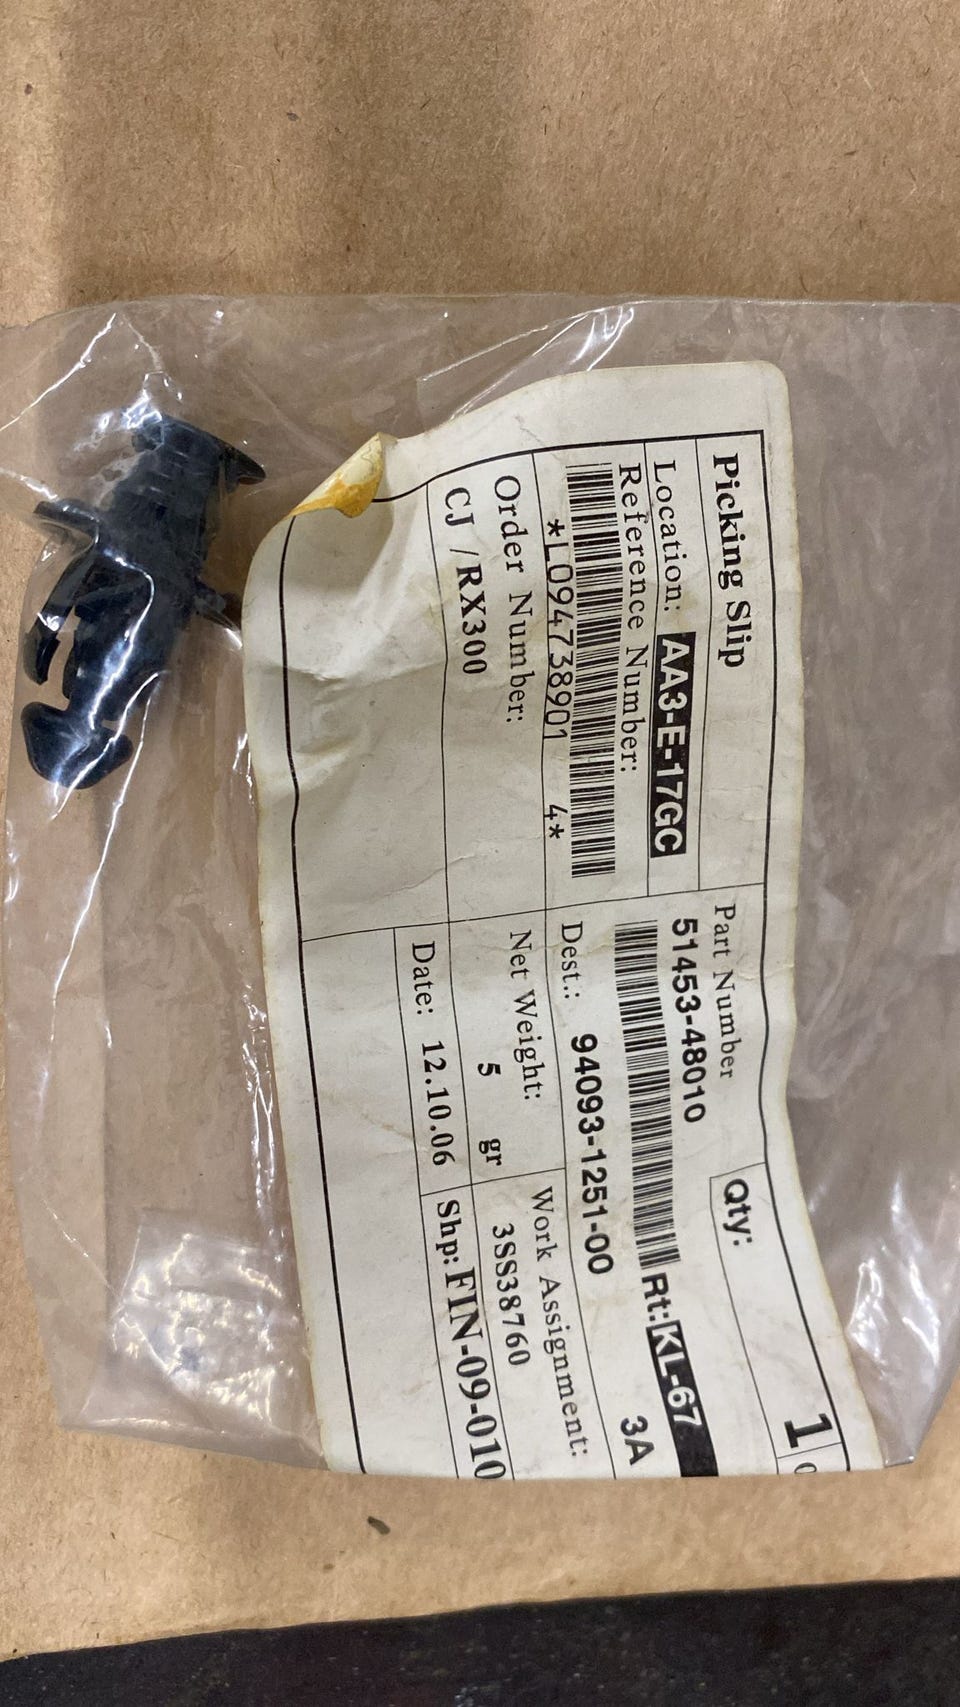 Picking Slip
Location: AA3-E-17GC
Reference Number:
*L094738901 4*
Order Number:
CJ /RX300
Part Number
51453-48010
Qty: 1
Rt:KL-67
Dest.: 94093-1251-00 3A
Net Weight:
5 gr
Work Assignment:
3SS38760
Date: 12.10.06
Shp:FIN-09-010